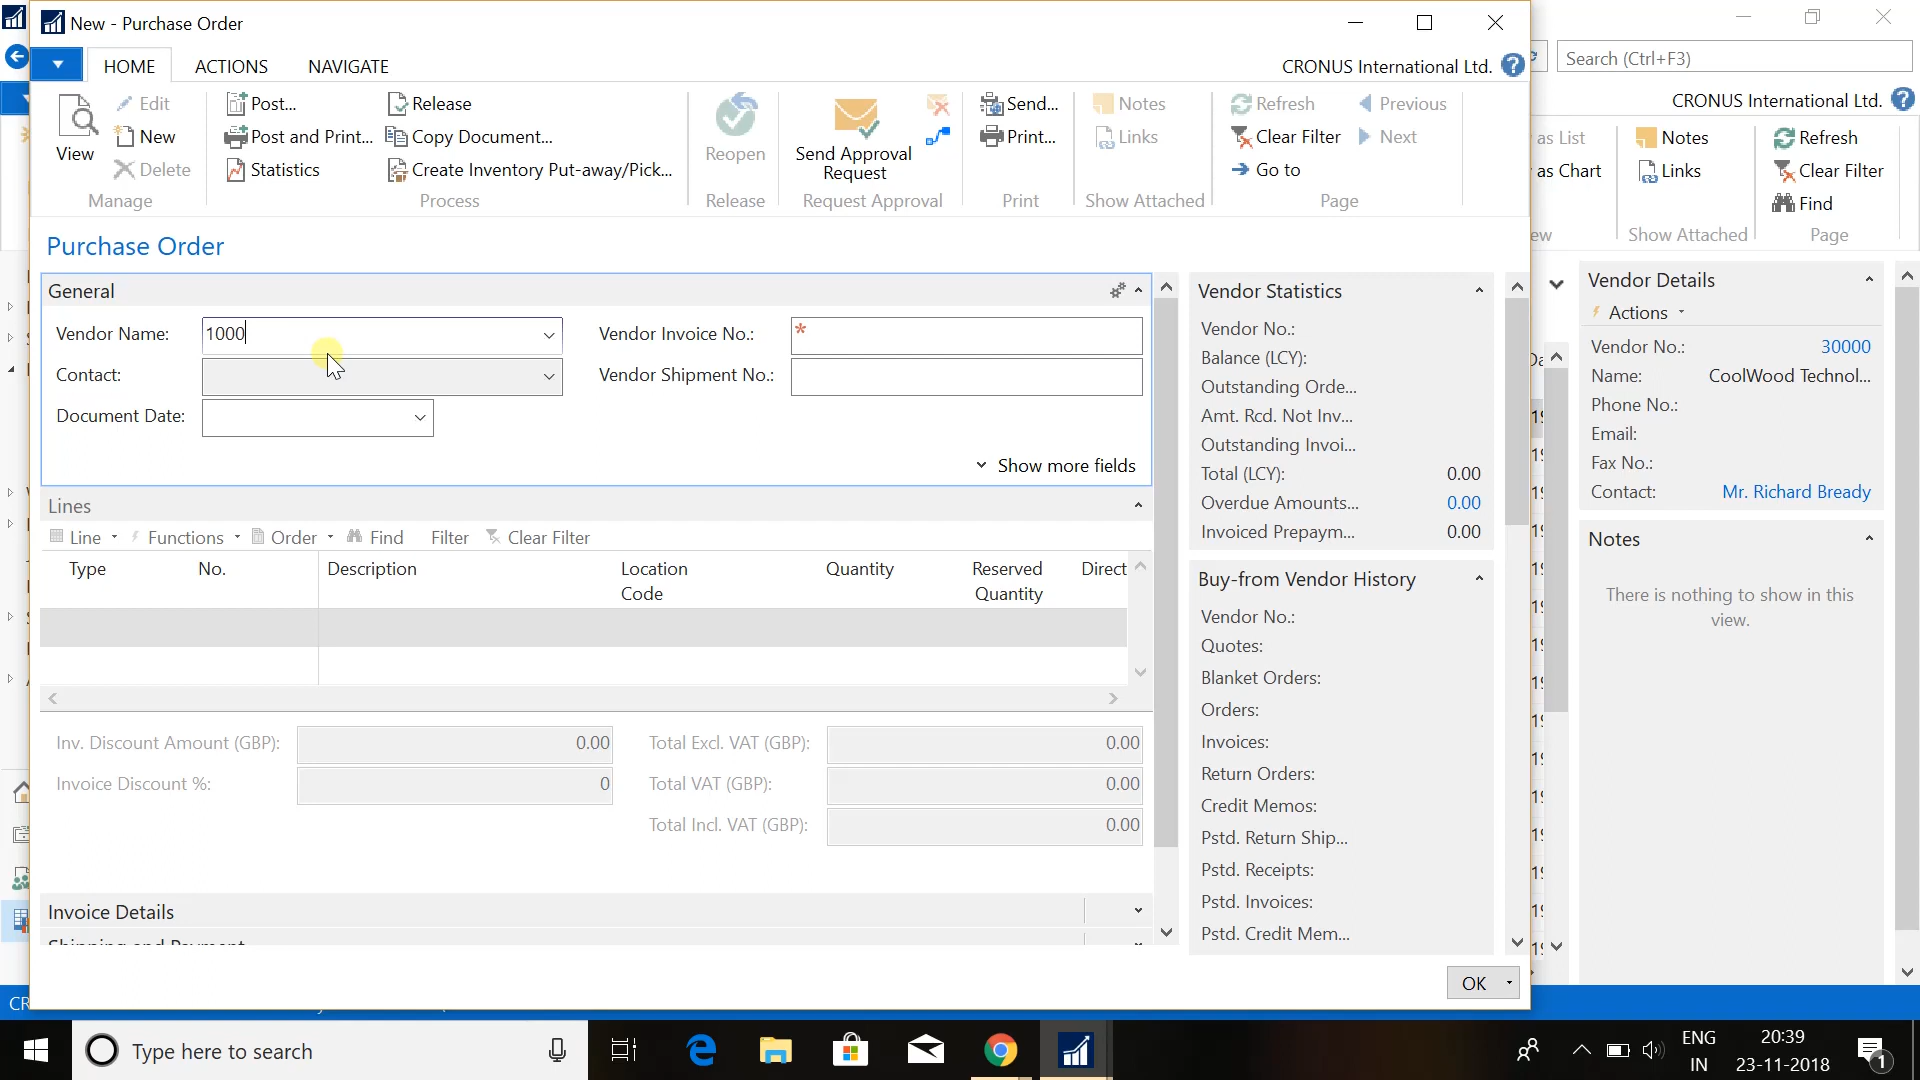 New - Purchase Order
HOME ACTIONS NAVIGATE
CRONUS International Ltd.
View
Edit
New
Delete
Manage
Post...
Post and Print...
Statistics
Release
Copy Document...
Create Inventory Put-away/Pick...
Process
Reopen
Release
Send Approval
Request
Request Approval
Send...
Print...
Print
Notes
Links
Show Attached
Refresh
Clear Filter
Go to
Previous
Next
Page
Search (Ctrl+F3)
CRONUS International Ltd.
as List
as Chart
Notes
Links
Show Attached
Refresh
Clear Filter
Find
Page
Purchase Order
General
Vendor Name: 1000
Contact:
Document Date:
Vendor Invoice No.: *
Vendor Shipment No.:
Show more fields
Lines
Line Functions Order Find Filter Clear Filter
Type No. Description Location Code Quantity Reserved Quantity Direct
Inv. Discount Amount (GBP): 0.00
Invoice Discount %: 0
Total Excl. VAT (GBP): 0.00
Total VAT (GBP): 0.00
Total Incl. VAT (GBP): 0.00
Invoice Details
Shipping and Payment
Vendor Statistics
Vendor No.:
Balance (LCY):
Outstanding Orde...
Amt. Rcd. Not Inv...
Outstanding Invoi...
Total (LCY): 0.00
Overdue Amounts... 0.00
Invoiced Prepaym... 0.00
Buy-from Vendor History
Vendor No.:
Quotes:
Blanket Orders:
Orders:
Invoices:
Return Orders:
Credit Memos:
Pstd. Return Ship...
Pstd. Receipts:
Pstd. Invoices:
Pstd. Credit Mem...
OK
Vendor Details
Actions
Vendor No.: 30000
Name: CoolWood Technol...
Phone No.:
Email:
Fax No.:
Contact: Mr. Richard Bready
Notes
There is nothing to show in this
view.
CR
Type here to search
ENG
IN
20:39
23-11-2018
1